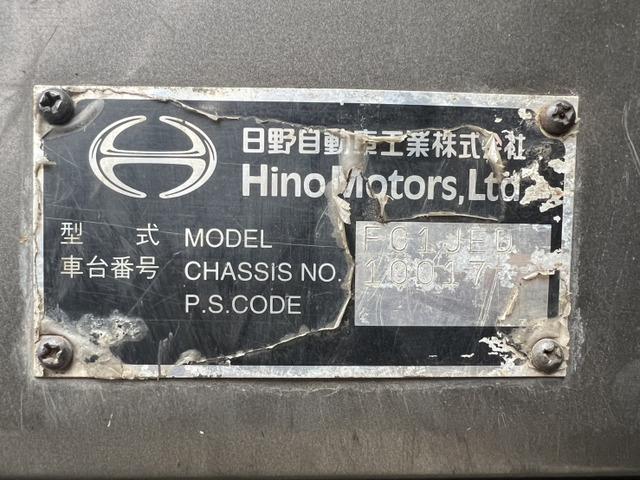 日野自動車工業株式会社
Hino Motors, Ltd
型 式 MODEL FC1JED
車台番号 CHASSIS NO. 10017
P.S.CODE